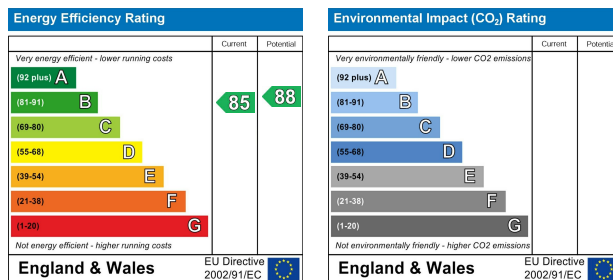 Energy Efficiency Rating
Current Potential
Very energy efficient - lower running costs
(92 plus) A
(81-91) B
85 88
(69-80) C
(55-68) D
(39-54) E
(21-38) F
(1-20) G
Not energy efficient - higher running costs
England & Wales
EU Directive
2002/91/EC
Environmental Impact (CO₂) Rating
Current Potential
Very environmentally friendly - lower CO2 emissions
(92 plus) A
(81-91) B
(69-80) C
(55-68) D
(39-54) E
(21-38) F
(1-20) G
Not environmentally friendly - higher CO2 emissions
England & Wales
EU Directive
2002/91/EC